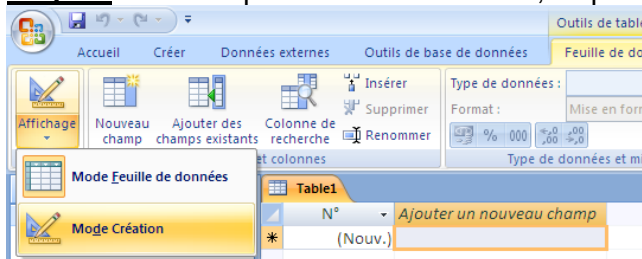 Outils de table
Accueil Créer Données externes Outils de base de données Feuille de do
Affichage
Nouveau champ
Ajouter des champs existants
Colonne de recherche
Insérer
Supprimer
Renommer
et colonnes
Type de données :
Format : Mise en form
% 000 ,00 ,0
Type de données et mi
Mode Feuille de données
Mode Création
Table1
N° Ajouter un nouveau champ
* (Nouv.)